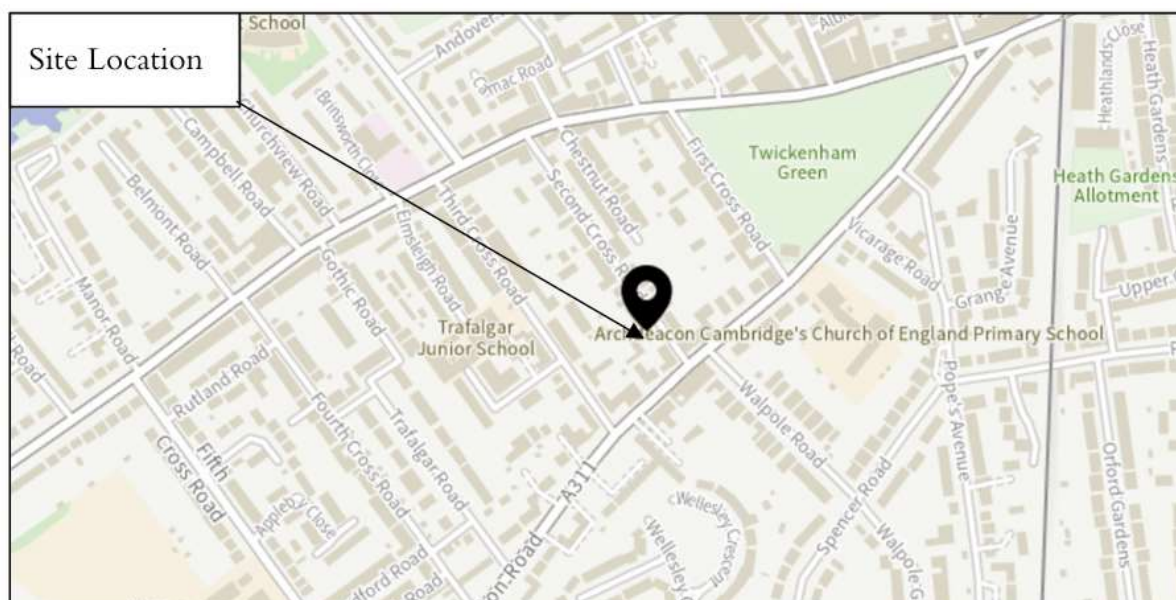 School
Site Location
Andover
Heathlands Close
Heath Gardens
Churchview Road
Brinsworth Close
Campbell Road
Belmont Road
Chestnut Road
Second Cross
First Cross Road
Twickenham
Green
Heath Gardens
Allotment
Third Cross Road
Elmsleigh Road
Gothic Road
Manor Road
Vicarage Road
Grange Avenue
Upper
Trafalgar
Junior School
Cambridge's Church of England Primary School
Road
Rutland Road
Fourth Cross Road
Trafalgar Road
Walpole Road
Pope's Avenue
Fifth
Cross Road
Appleby Close
A311
Spencer Road
Orford Gardens
Wellesley Crescent
Wellesley
Walpole
Road
Road